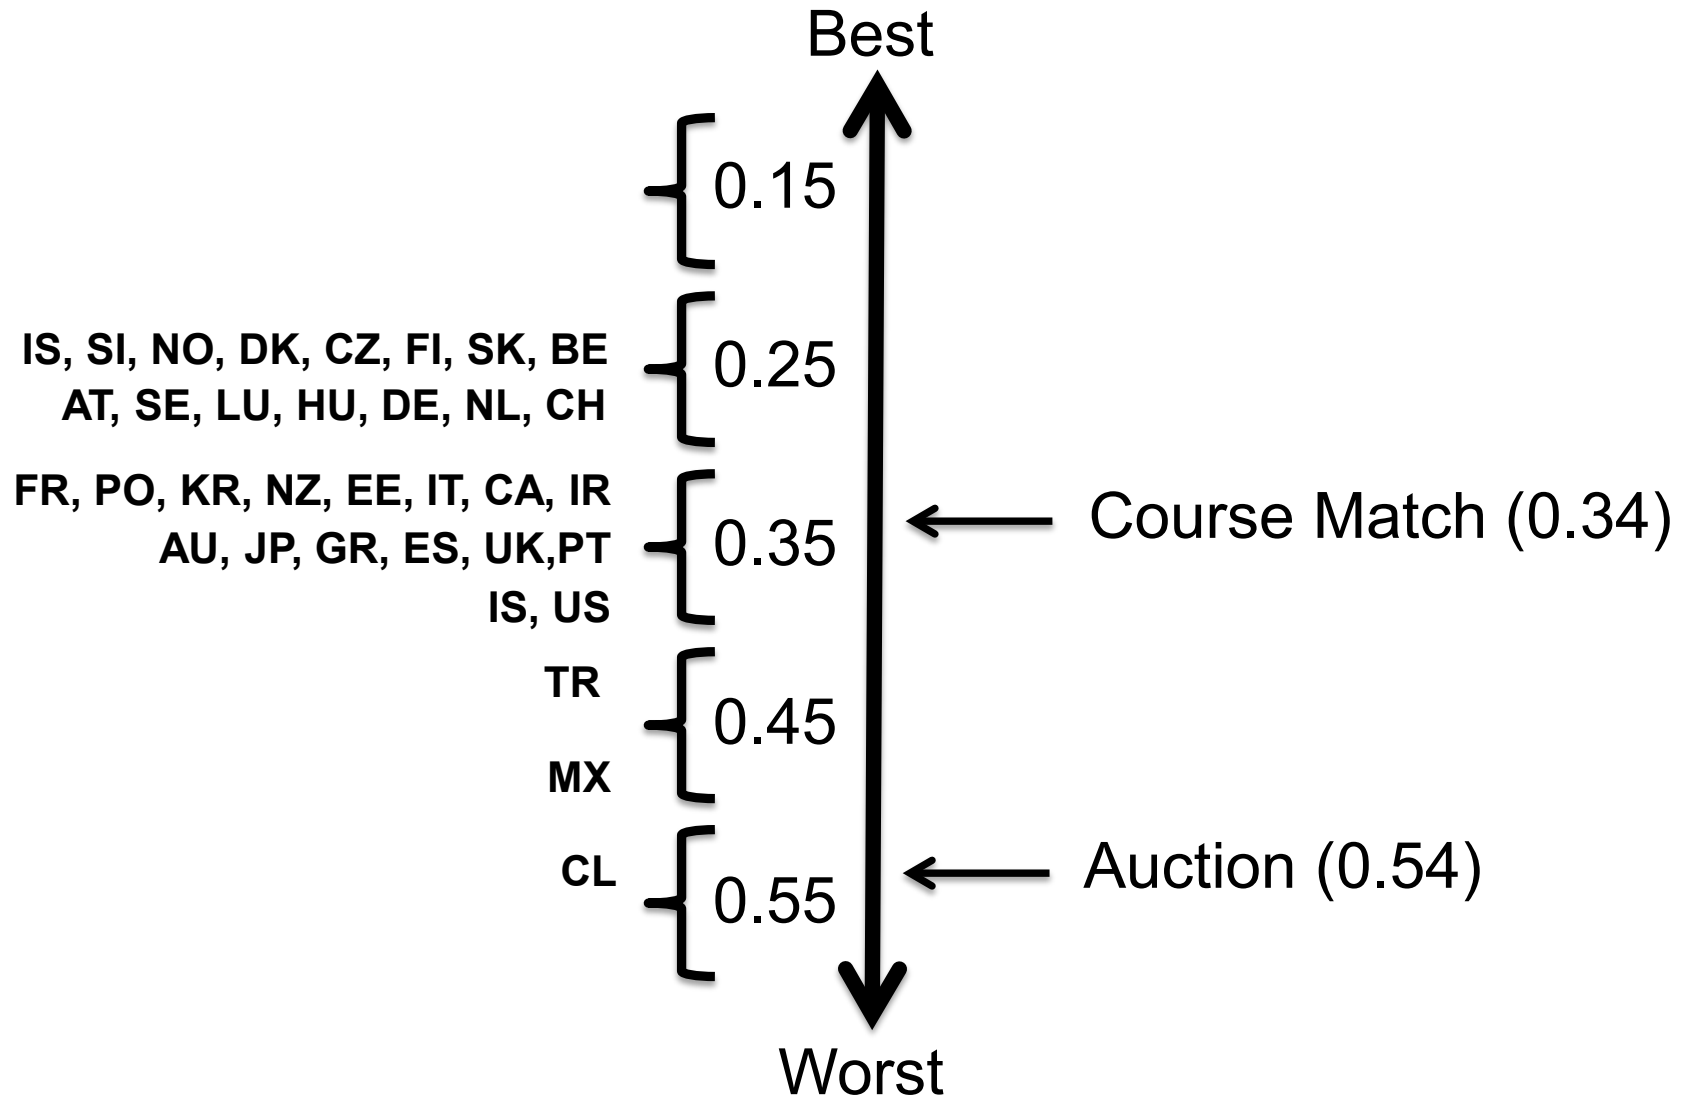 Best
0.15
IS, SI, NO, DK, CZ, FI, SK, BE
AT, SE, LU, HU, DE, NL, CH
0.25
FR, PO, KR, NZ, EE, IT, CA, IR
AU, JP, GR, ES, UK,PT
IS, US
0.35
Course Match (0.34)
TR
MX
0.45
CL
0.55
Auction (0.54)
Worst